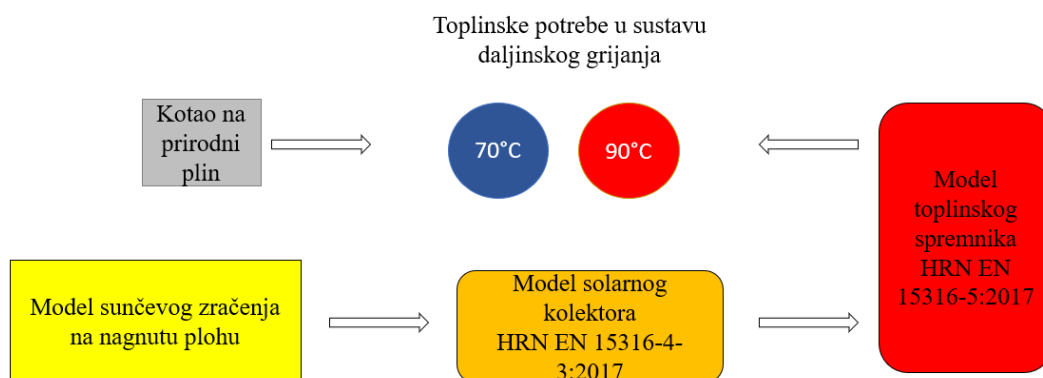 Toplinske potrebe u sustavu
daljinskog grijanja
Kotao na
prirodni
plin
70°C
90°C
Model
toplinskog
spremnika
HRN EN
15316-5:2017
Model sunčevog zračenja
na nagnutu plohu
Model solarnog
kolektora
HRN EN 15316-4-
3:2017